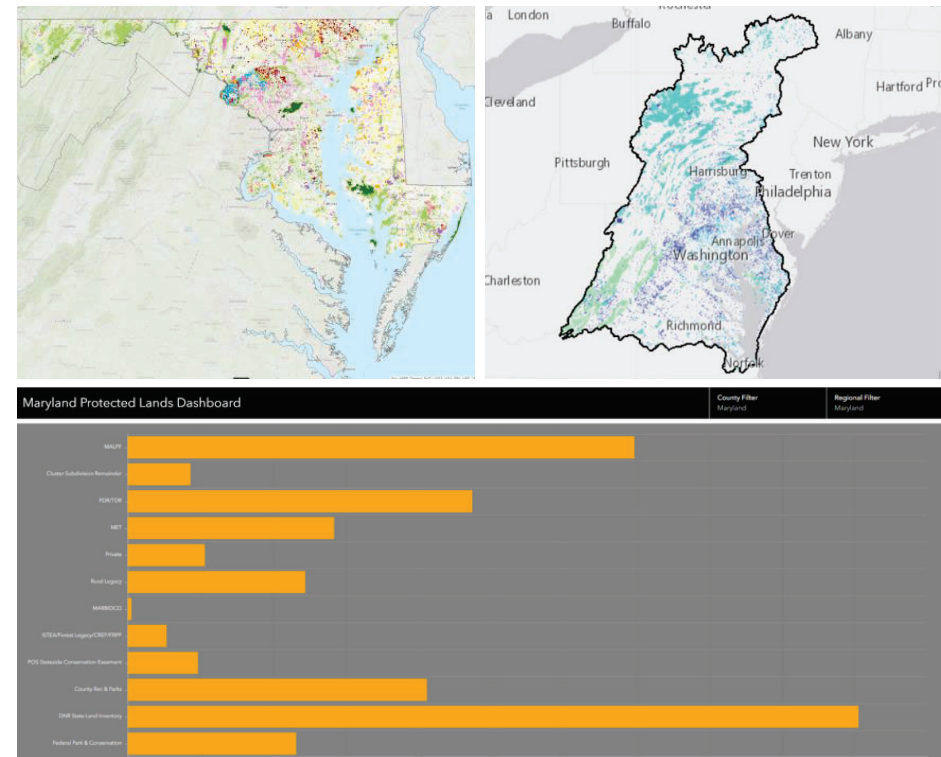 London
Buffalo
Albany
Cleveland
Hartford
New York
Pittsburgh
Harrisburg
Trenton
Philadelphia
Dover
Annapolis
Washington
Charleston
Richmond
Norfolk
Maryland Protected Lands Dashboard
County Filter
Maryland
Regional Filter
Maryland
MALPF
Cluster Subdivision Remainder
PDR/TDR
MET
Private
Rural Legacy
MARBIDCO
ISTEA/Forest Legacy/CREP/FRPP
POS Stateside Conservation Easement
County Rec & Parks
DNR State Land Inventory
Federal Park & Conservation